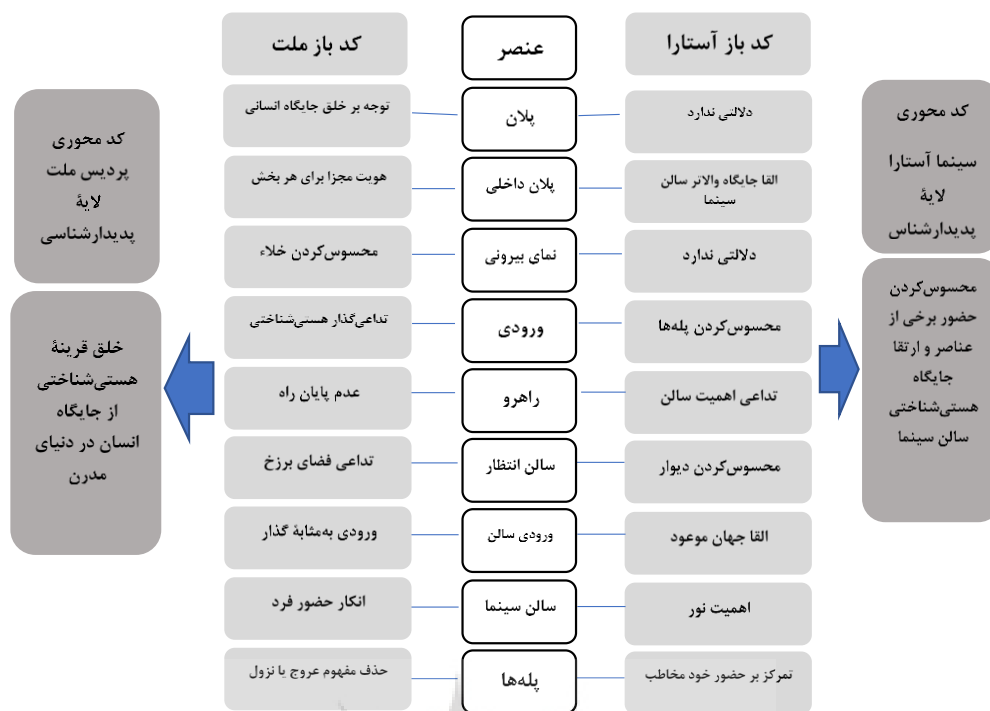 کد باز آستارا
عنصر
کد باز ملت
دلالتی ندارد
پلان
توجه بر خلق جایگاه انسانی
القا جایگاه والاتر سالن
سینما
پلان داخلی
هویت مجزا برای هر بخش
دلالتی ندارد
نمای بیرونی
محسوس‌کردن خلاء
محسوس‌کردن پله‌ها
ورودی
تداعی‌گذار هستی‌شناختی
تداعی اهمیت سالن
راهرو
عدم پایان راه
محسوس‌کردن دیوار
سالن انتظار
تداعی فضای برزخ
القا جهان موعود
ورودی سالن
ورودی به‌مثابهٔ گذار
اهمیت نور
سالن سینما
انکار حضور فرد
تمرکز بر حضور خود مخاطب
پله‌ها
حذف مفهوم عروج یا نزول
کد محوری
سینما آستارا
لایهٔ
پدیدارشناس
محسوس‌کردن
حضور برخی از
عناصر و ارتقا
جایگاه
هستی‌شناختی
سالن سینما
کد محوری
پردیس ملت
لایهٔ
پدیدارشناسی
خلق قرینهٔ
هستی‌شناختی
از جایگاه
انسان در دنیای
مدرن